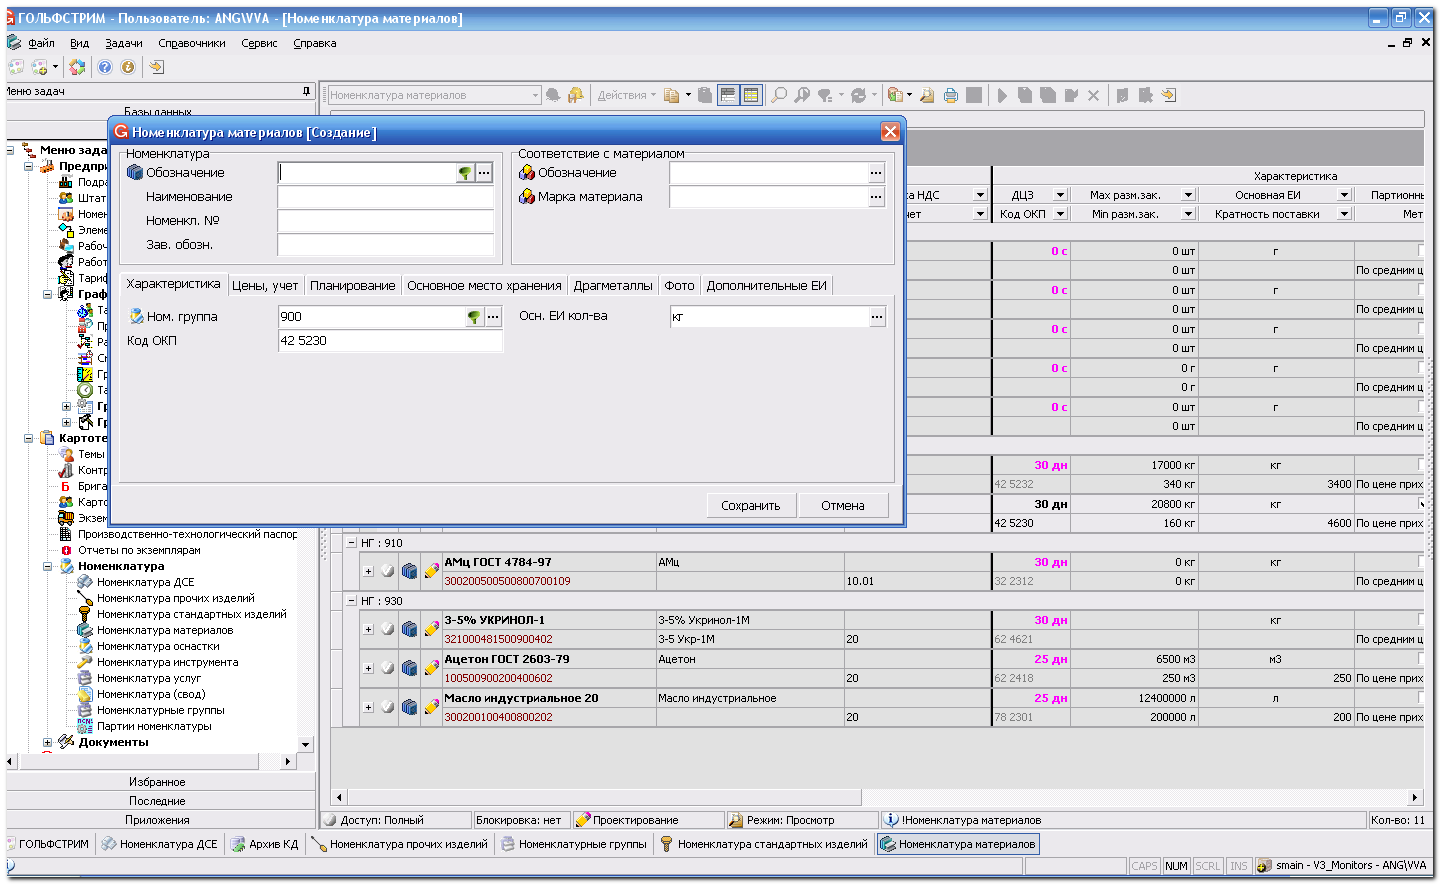 ГОЛЬФСТРИМ - Пользователь: ANG\VVA - [Номенклатура материалов]
Файл Вид Задачи Справочники Сервис Справка
Меню задач
Номенклатура материалов Действия
Базы данных
Номенклатура материалов [Создание]
Номенклатура
Обозначение
Наименование
Номенкл. №
Зав. обозн.
Соответствие с материалом
Обозначение
Марка материала
Характеристика Цены, учет Планирование Основное место хранения Драгметаллы Фото Дополнительные ЕИ
Ном. группа 900 Осн. ЕИ кол-ва кг
Код ОКП 42 5230
Сохранить Отмена
Меню зада
Предпри
Подра
Штат
Номен
Элеме
Рабоч
Работ
Тариф
Граф
Та
Пр
Ра
Сп
Гр
Та
Гр
Гр
Картоте
Темы
Контр
Брига
Карто
Экзем
Производственно-технологический паспор
Отчеты по экземплярам
Номенклатура
Номенклатура ДСЕ
Номенклатура прочих изделий
Номенклатура стандартных изделий
Номенклатура материалов
Номенклатура оснастки
Номенклатура инструмента
Номенклатура услуг
Номенклатура (свод)
Номенклатурные группы
Партии номенклатуры
Документы
Избранное
Последние
Приложения
Характеристика
ка НДС ДЦЗ Max разм.зак. Основная ЕИ Партионнь
чет Код ОКП Min разм.зак. Кратность поставки Мет
0 с 0 шт г
0 шт По средним ц
0 с 0 шт г
0 шт По средним ц
0 с 0 шт г
0 шт По средним ц
0 с 0 г г
0 г По средним ц
0 с 0 шт г
0 шт По средним ц
30 дн 17000 кг кг
42 5232 340 кг 3400 По цене прих
30 дн 20800 кг кг
42 5230 160 кг 4600 По цене прих
НГ : 910
АМц ГОСТ 4784-97 АМц 30 дн 0 кг кг
300200500500800700109 10.01 32 2312 0 кг По средним ц
НГ : 930
3-5% УКРИНОЛ-1 3-5% Укринол-1М 30 дн кг
321000481500900402 3-5 Укр-1М 20 62 4621 По средним ц
Ацетон ГОСТ 2603-79 Ацетон 25 дн 6500 м3 м3
100500900200400602 20 62 2418 250 м3 250 По цене прих
Масло индустриальное 20 Масло индустриальное 25 дн 12400000 л л
300200100400800202 20 78 2301 200000 л 200 По цене прих
Доступ: Полный Блокировка: нет Проектирование Режим: Просмотр !Номенклатура материалов Кол-во: 11
ГОЛЬФСТРИМ Номенклатура ДСЕ Архив КД Номенклатура прочих изделий Номенклатурные группы Номенклатура стандартных изделий Номенклатура материалов
CAPS NUM SCRL INS smain - V3_Monitors - ANG\VVA